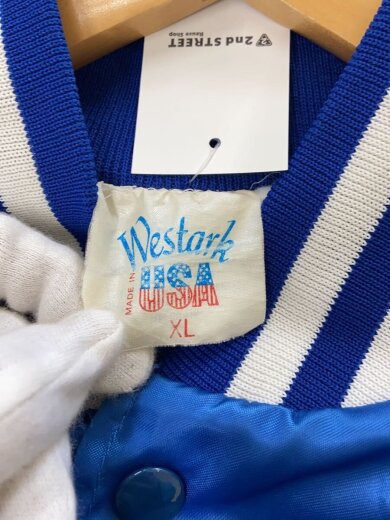 2nd STREET
Reuse Shop
Westark
MADE IN
USA
XL